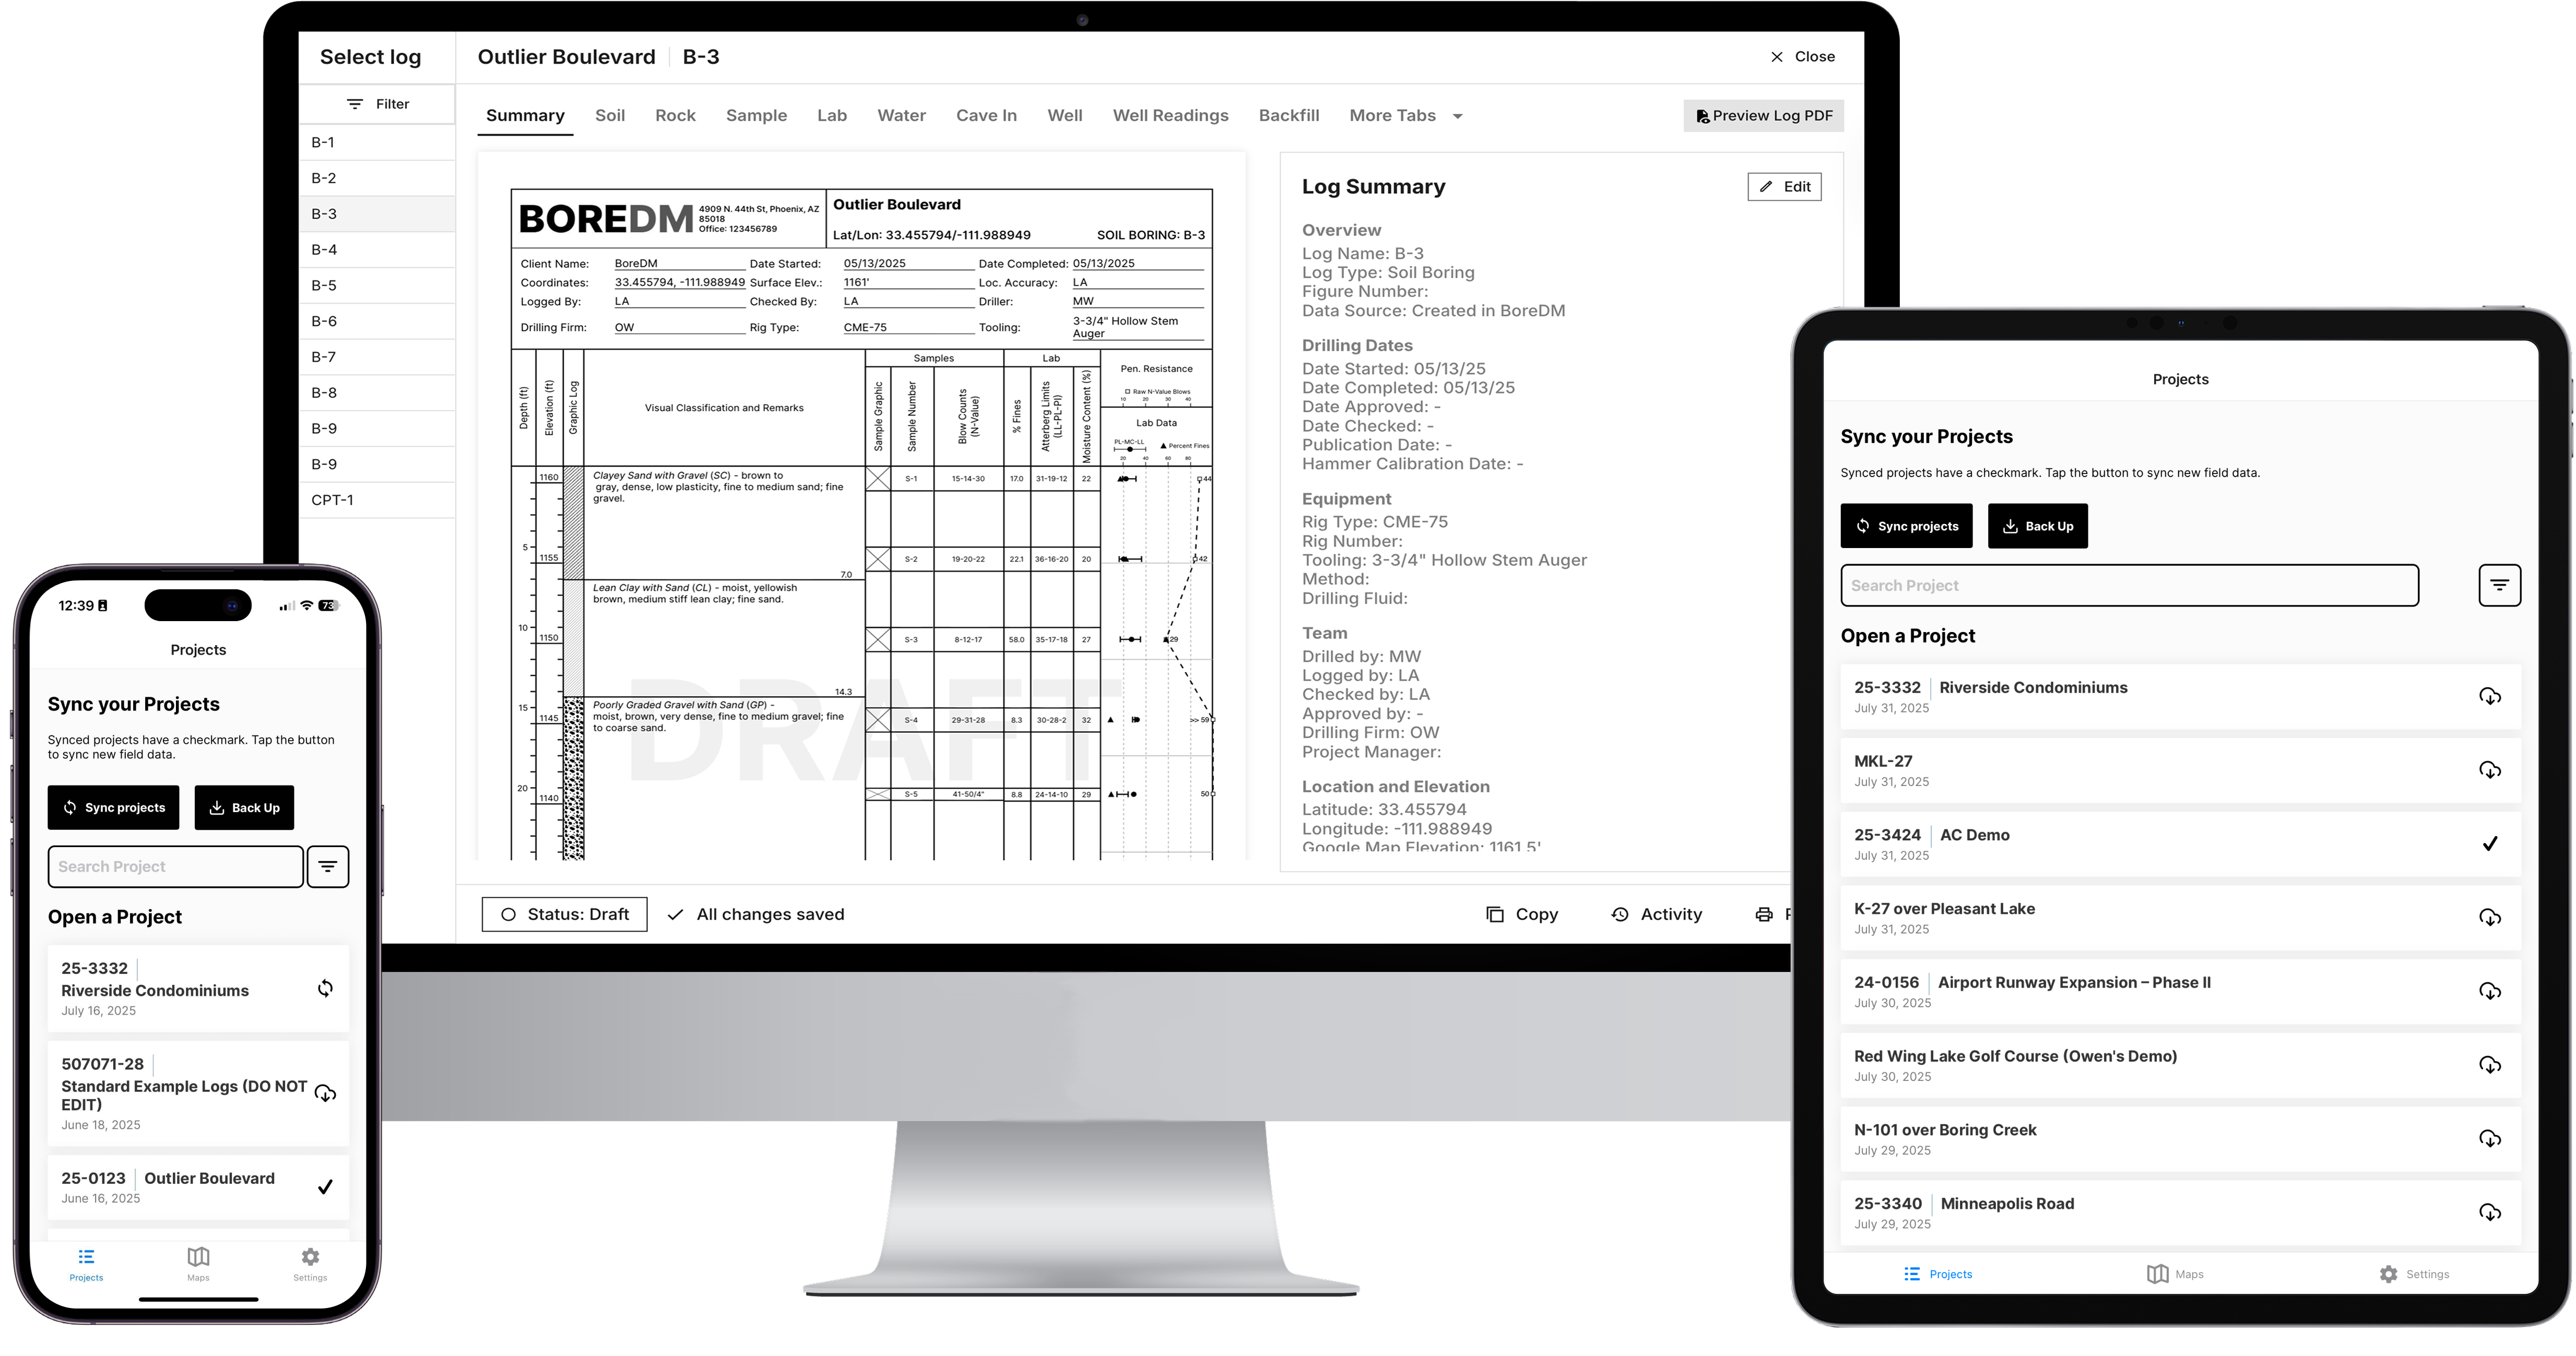 Select log
Outlier Boulevard B-3
Close
Filter
B-1
B-2
B-3
B-4
B-5
B-6
B-7
B-8
B-9
B-9
CPT-1
Summary Soil Rock Sample Lab Water Cave In Well Well Readings Backfill More Tabs
Preview Log PDF
BOREDM
4909 N. 44th St, Phoenix, AZ
85018
Office: 123456789
Outlier Boulevard
Lat/Lon: 33.455794/-111.988949 SOIL BORING: B-3
Client Name: BoreDM Date Started: 05/13/2025 Date Completed: 05/13/2025
Coordinates: 33.455794, -111.988949 Surface Elev.: 1161' Loc. Accuracy: LA
Logged By: LA Checked By: LA Driller: MW
Drilling Firm: OW Rig Type: CME-75 Tooling: 3-3/4" Hollow Stem
Auger
Depth (ft)
Elevation (ft)
Graphic Log
Visual Classification and Remarks
Samples
Sample Graphic
Sample Number
Blow Counts
(N-Value)
Lab
% Fines
Atterberg Limits
(LL-PL-PI)
Moisture Content (%)
Pen. Resistance
Raw N-Value Blows
10 20 30 40
Lab Data
PL-MC-LL
Percent Fines
20 40 60 80
1160
Clayey Sand with Gravel (SC) - brown to
gray, dense, low plasticity, fine to medium sand; fine
gravel.
S-1 15-14-30 17.0 31-19-12 22 44
5
1155
S-2 19-20-22 22.1 36-16-20 20 42
7.0
Lean Clay with Sand (CL) - moist, yellowish
brown, medium stiff lean clay; fine sand.
10
1150
S-3 8-12-17 58.0 35-17-18 27 29
14.3
Poorly Graded Gravel with Sand (GP) -
moist, brown, very dense, fine to medium gravel; fine
to coarse sand.
15
1145
S-4 29-31-28 8.3 30-28-2 32 >> 59
20
1140
S-5 41-50/4" 8.8 24-14-10 29 50
DRAFT
Log Summary
Edit
Overview
Log Name: B-3
Log Type: Soil Boring
Figure Number:
Data Source: Created in BoreDM
Drilling Dates
Date Started: 05/13/25
Date Completed: 05/13/25
Date Approved: -
Date Checked: -
Publication Date: -
Hammer Calibration Date: -
Equipment
Rig Type: CME-75
Rig Number:
Tooling: 3-3/4" Hollow Stem Auger
Method:
Drilling Fluid:
Team
Drilled by: MW
Logged by: LA
Checked by: LA
Approved by: -
Drilling Firm: OW
Project Manager:
Location and Elevation
Latitude: 33.455794
Longitude: -111.988949
Google Map Elevation: 1161.5'
Status: Draft
All changes saved
Copy
Activity
12:39
73
Projects
Sync your Projects
Synced projects have a checkmark. Tap the button
to sync new field data.
Sync projects
Back Up
Search Project
Open a Project
25-3332
Riverside Condominiums
July 16, 2025
507071-28
Standard Example Logs (DO NOT
EDIT)
June 18, 2025
25-0123 Outlier Boulevard
June 16, 2025
Projects Maps Settings
Projects
Sync your Projects
Synced projects have a checkmark. Tap the button to sync new field data.
Sync projects
Back Up
Search Project
Open a Project
25-3332 Riverside Condominiums
July 31, 2025
MKL-27
July 31, 2025
25-3424 AC Demo
July 31, 2025
K-27 over Pleasant Lake
July 31, 2025
24-0156 Airport Runway Expansion – Phase II
July 30, 2025
Red Wing Lake Golf Course (Owen's Demo)
July 30, 2025
N-101 over Boring Creek
July 29, 2025
25-3340 Minneapolis Road
July 29, 2025
Projects Maps Settings